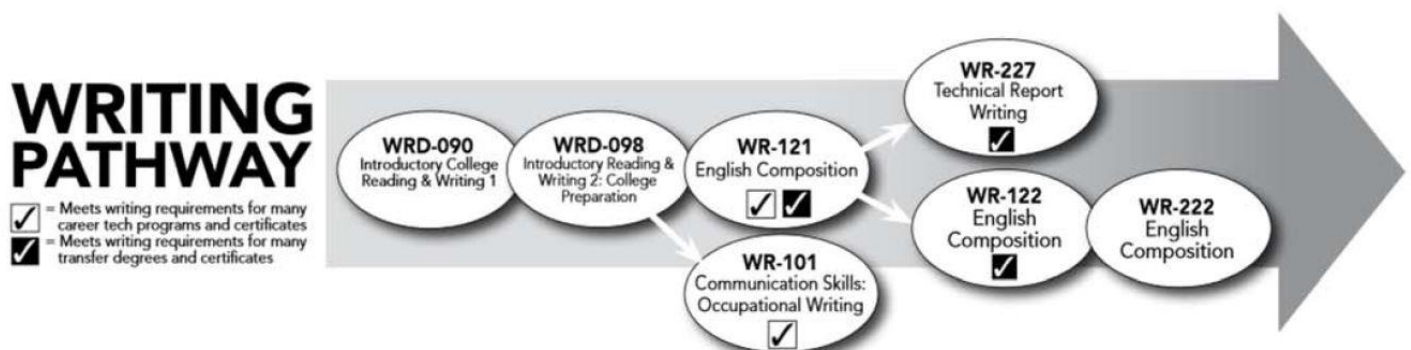 WRITING
PATHWAY
✓ = Meets writing requirements for many
career tech programs and certificates
✓ = Meets writing requirements for many
transfer degrees and certificates
WRD-090
Introductory College
Reading & Writing 1
WRD-098
Introductory Reading &
Writing 2: College
Preparation
WR-121
English Composition
✓ ✓
WR-101
Communication Skills:
Occupational Writing
✓
WR-227
Technical Report
Writing
✓
WR-122
English
Composition
✓
WR-222
English
Composition